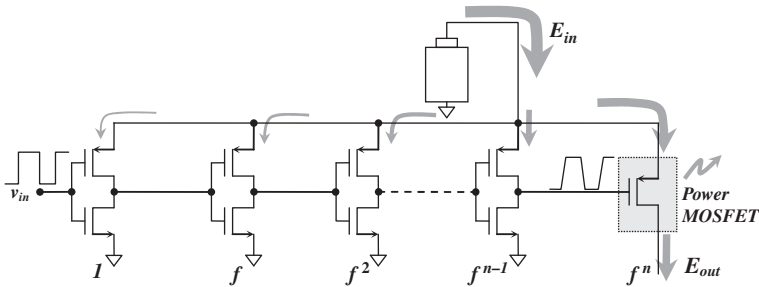 E_in
v_in
Power
MOSFET
1
f
f^2
f^{n-1}
f^n
E_out